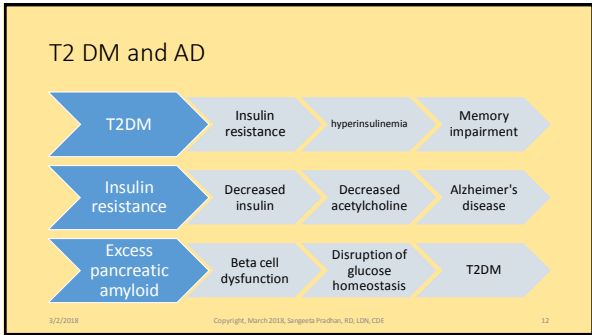 T2 DM and AD
T2DM
Insulin
resistance
hyperinsulinemia
Memory
impairment
Insulin
resistance
Decreased
insulin
Decreased
acetylcholine
Alzheimer's
disease
Excess
pancreatic
amyloid
Beta cell
dysfunction
Disruption of
glucose
homeostasis
T2DM
3/2/2018
Copyright, March 2018, Sangeeta Pradhan, RD, LDN, CDE
12